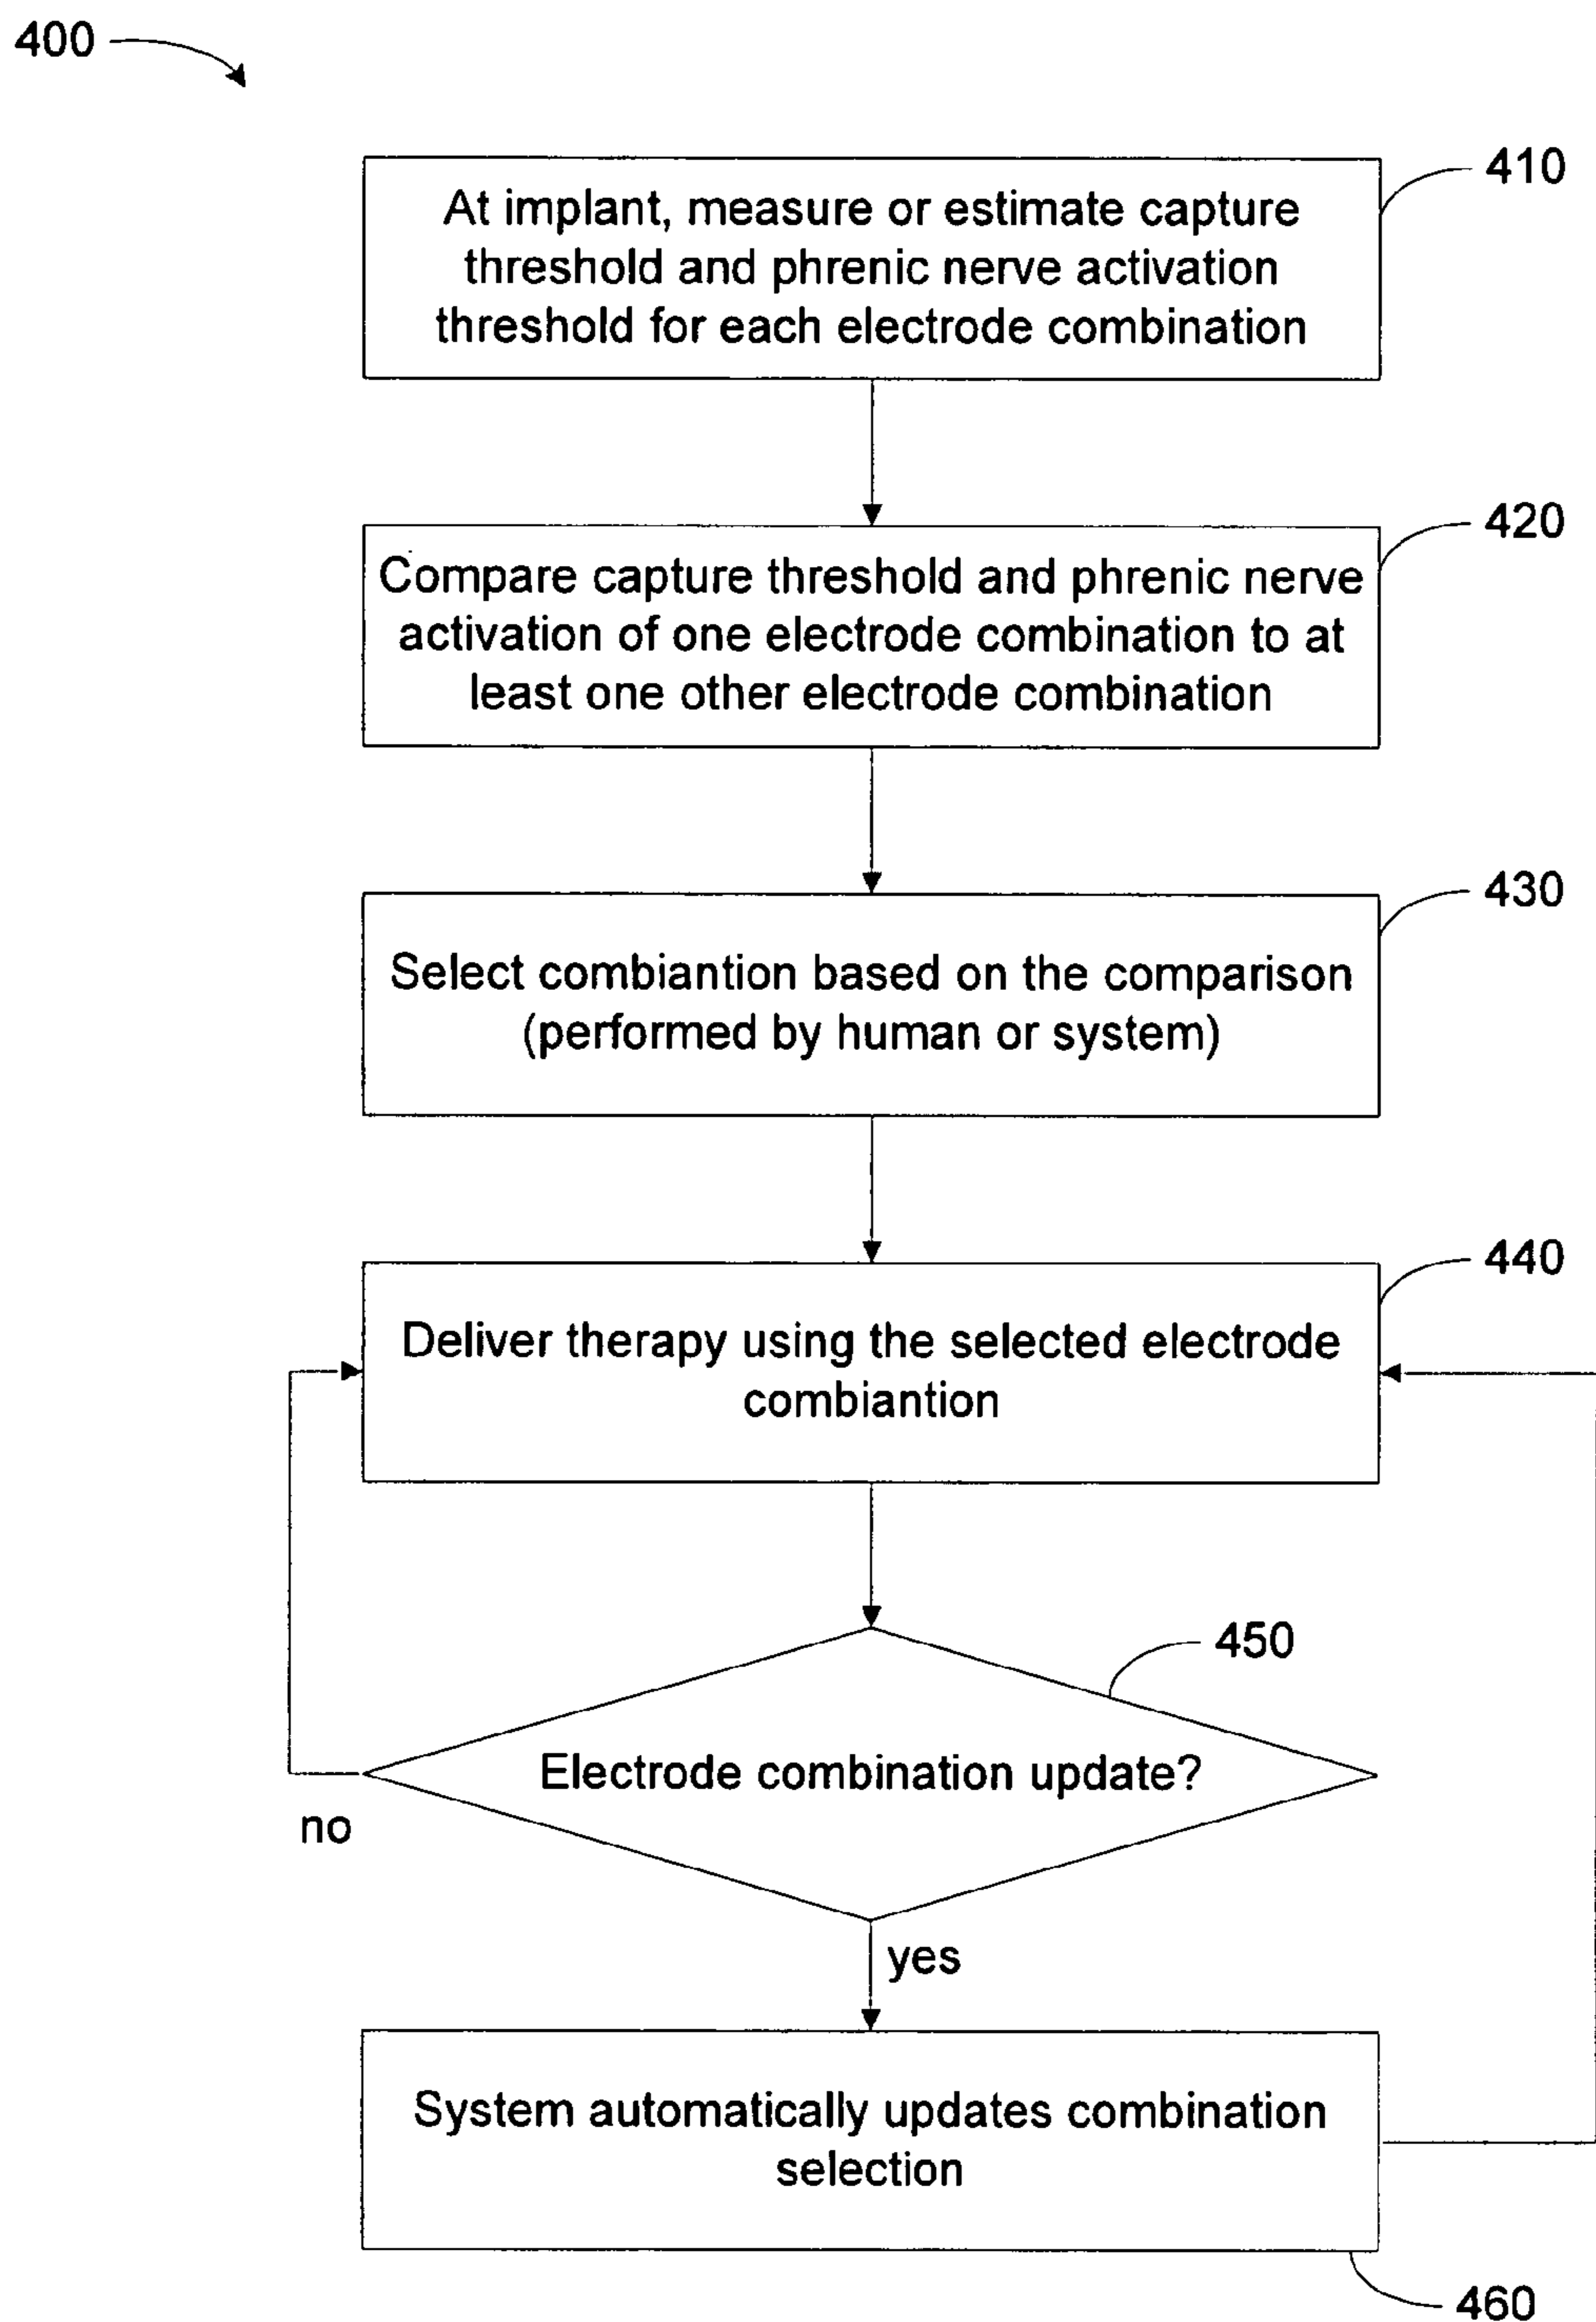 400
410
At implant, measure or estimate capture
threshold and phrenic nerve activation
threshold for each electrode combination
420
Compare capture threshold and phrenic nerve
activation of one electrode combination to at
least one other electrode combination
430
Select combiantion based on the comparison
(performed by human or system)
440
Deliver therapy using the selected electrode
combiantion
450
Electrode combination update?
no
yes
System automatically updates combination
selection
460